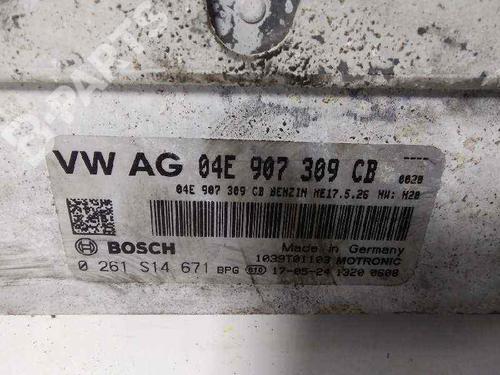 B-PARTS
VW AG 04E 907 309 CB
0020
04E 907 309 CB BENZIN ME17.5.26 HW: H20
BOSCH
Made in Germany
1039T01103 MOTRONIC
0 261 S14 671 BPG 610 17-05-24 1320 0608